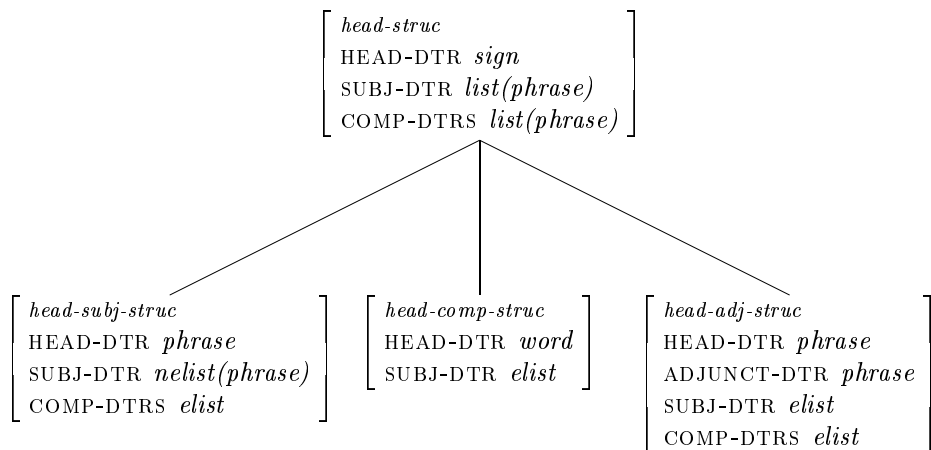 head-struc
HEAD-DTR sign
SUBJ-DTR list(phrase)
COMP-DTRS list(phrase)
head-subj-struc
HEAD-DTR phrase
SUBJ-DTR nelist(phrase)
COMP-DTRS elist
head-comp-struc
HEAD-DTR word
SUBJ-DTR elist
head-adj-struc
HEAD-DTR phrase
ADJUNCT-DTR phrase
SUBJ-DTR elist
COMP-DTRS elist